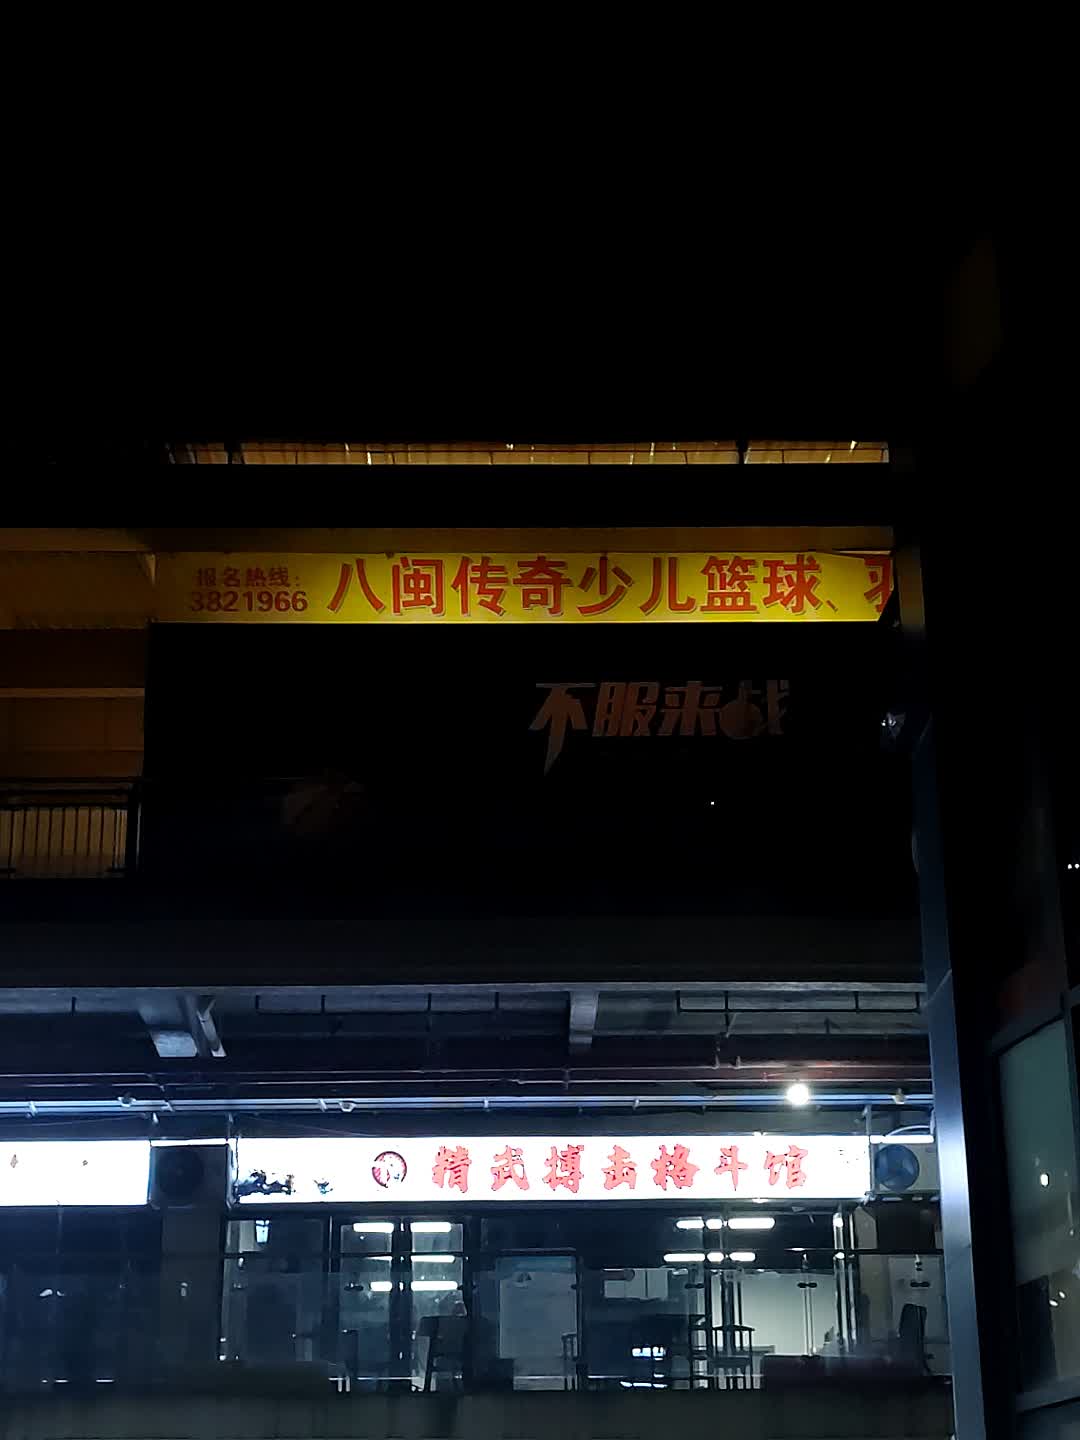 报名热线：
3821966
八闽传奇少儿篮球、
不服来战
精武搏击格斗馆